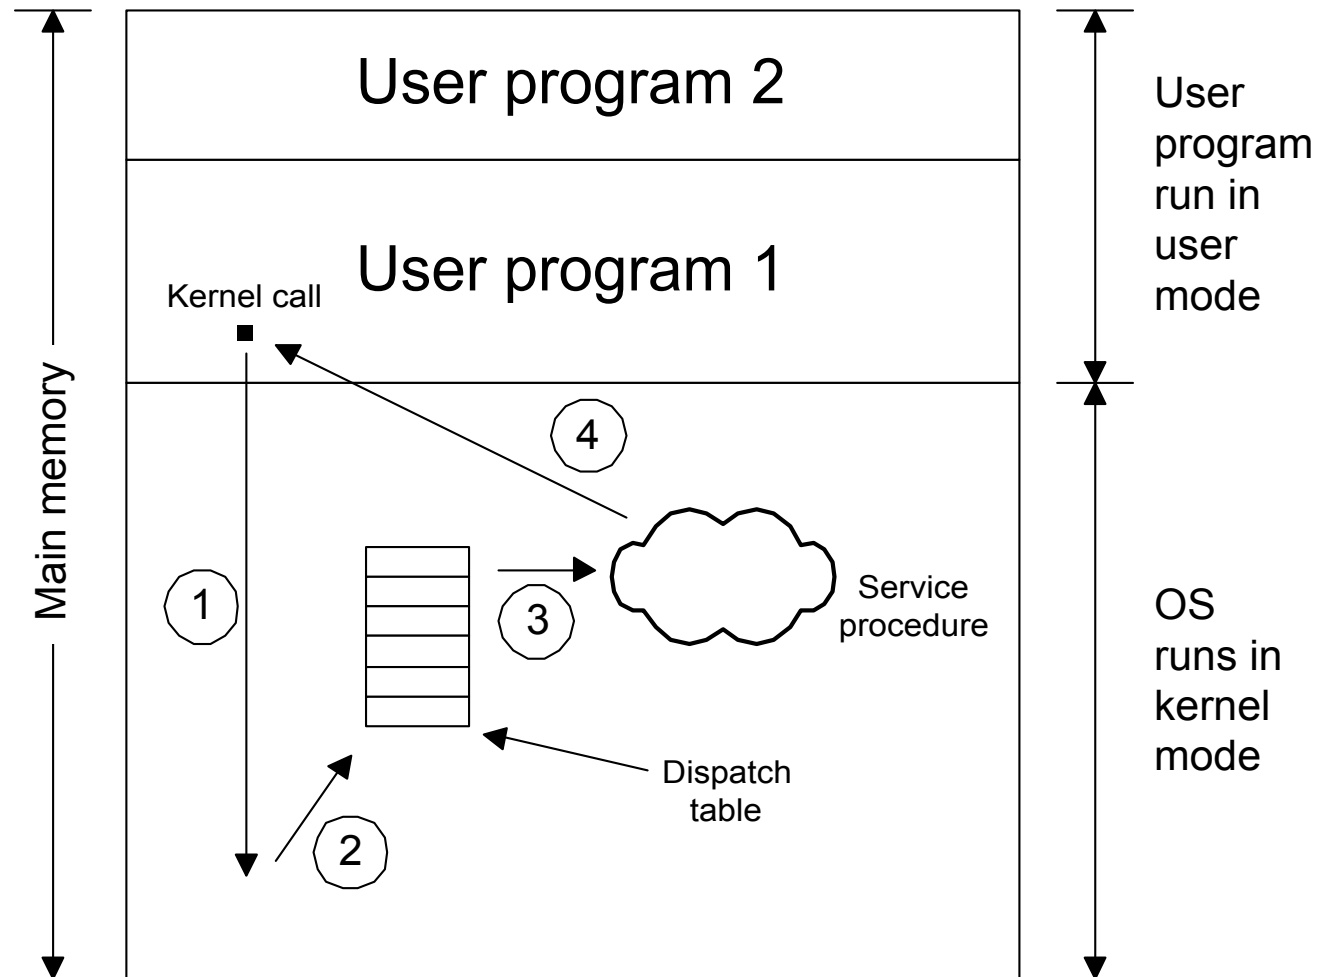 User program 2
User
program
run in
user
mode
User program 1
Kernel call
Main memory
4
1
3
Service
procedure
OS
runs in
kernel
mode
Dispatch
table
2